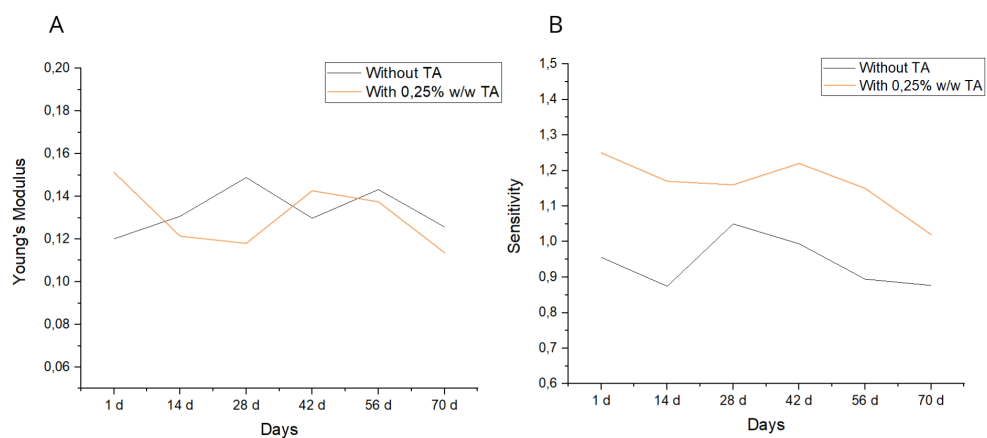 A
Without TA
With 0,25% w/w TA
0,20
0,18
0,16
0,14
0,12
0,10
0,08
0,06
Young's Modulus
1 d 14 d 28 d 42 d 56 d 70 d
Days
B
Without TA
With 0,25% w/w TA
1,5
1,4
1,3
1,2
1,1
1,0
0,9
0,8
0,7
0,6
Sensitivity
1 d 14 d 28 d 42 d 56 d 70 d
Days